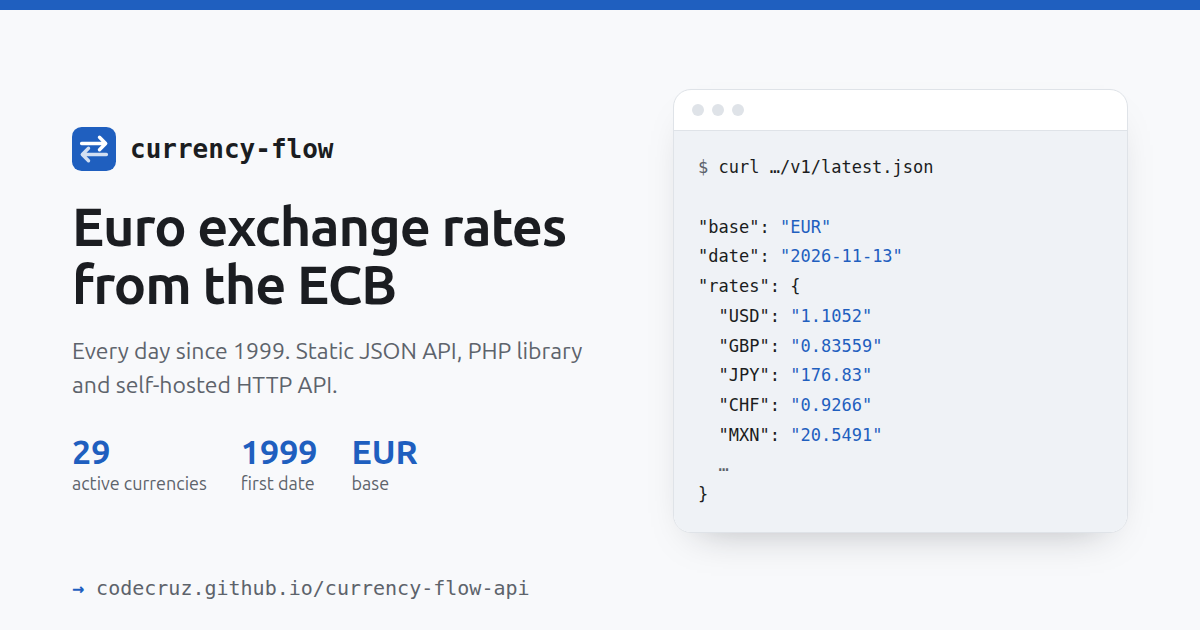 currency-flow
Euro exchange rates
from the ECB
Every day since 1999. Static JSON API, PHP library
and self-hosted HTTP API.
29
active currencies
1999
first date
EUR
base
→ codecruz.github.io/currency-flow-api
$ curl …/v1/latest.json
"base": "EUR"
"date": "2026-11-13"
"rates": {
"USD": "1.1052"
"GBP": "0.83559"
"JPY": "176.83"
"CHF": "0.9266"
"MXN": "20.5491"
…
}